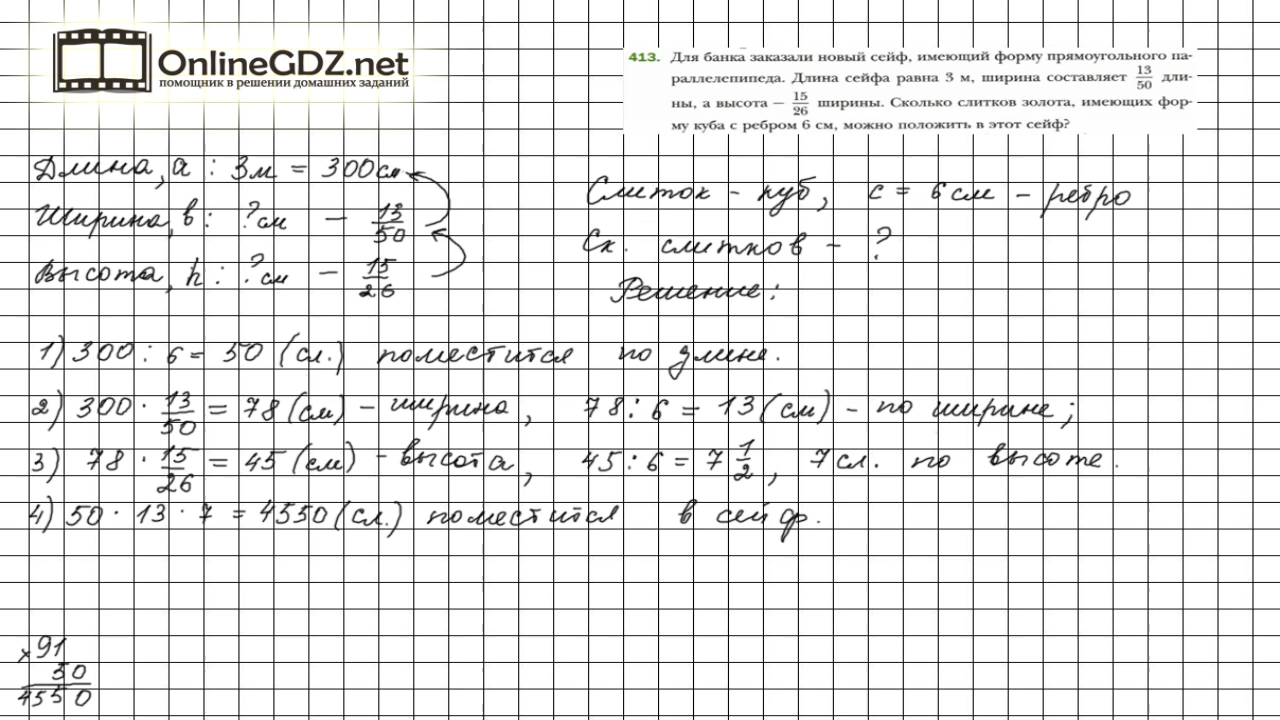 OnlineGDZ.net
помощник в решении домашних заданий
413. Для банка заказали новый сейф, имеющий форму прямоугольного па-
раллелепипеда. Длина сейфа равна 3 м, ширина составляет 13/50 дли-
ны, а высота — 15/26 ширины. Сколько слитков золота, имеющих фор-
му куба с ребром 6 см, можно положить в этот сейф?
Длина, a : 3м = 300см
Ширина, в : ? см - 13/50
Высота, h : ? см - 15/26
Слиток - куб, c = 6 см - ребро
Ск. слитков - ?
Решение:
1) 300 : 6 = 50 (сл.) поместится по длине.
2) 300 · 13/50 = 78 (см) - ширина, 78 : 6 = 13 (см) - по ширине;
3) 78 · 15/26 = 45 (см) - высота, 45 : 6 = 7 1/2, 7 сл. по высоте.
4) 50 · 13 · 7 = 4550 (сл.) поместится в сейф.
× 91
50
4550